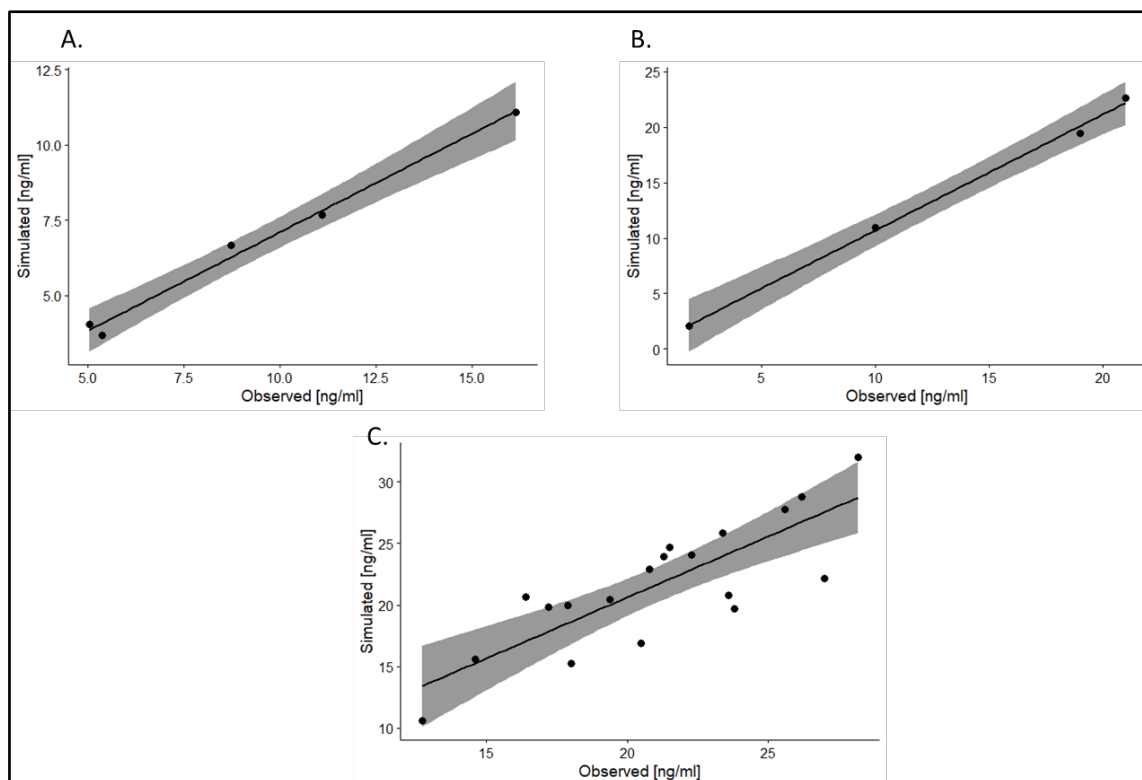 A.
12.5
10.0
7.5
5.0
Simulated [ng/ml]
5.0 7.5 10.0 12.5 15.0
Observed [ng/ml]
B.
25
20
15
10
5
0
Simulated [ng/ml]
5 10 15 20
Observed [ng/ml]
C.
30
25
20
15
10
Simulated [ng/ml]
15 20 25
Observed [ng/ml]